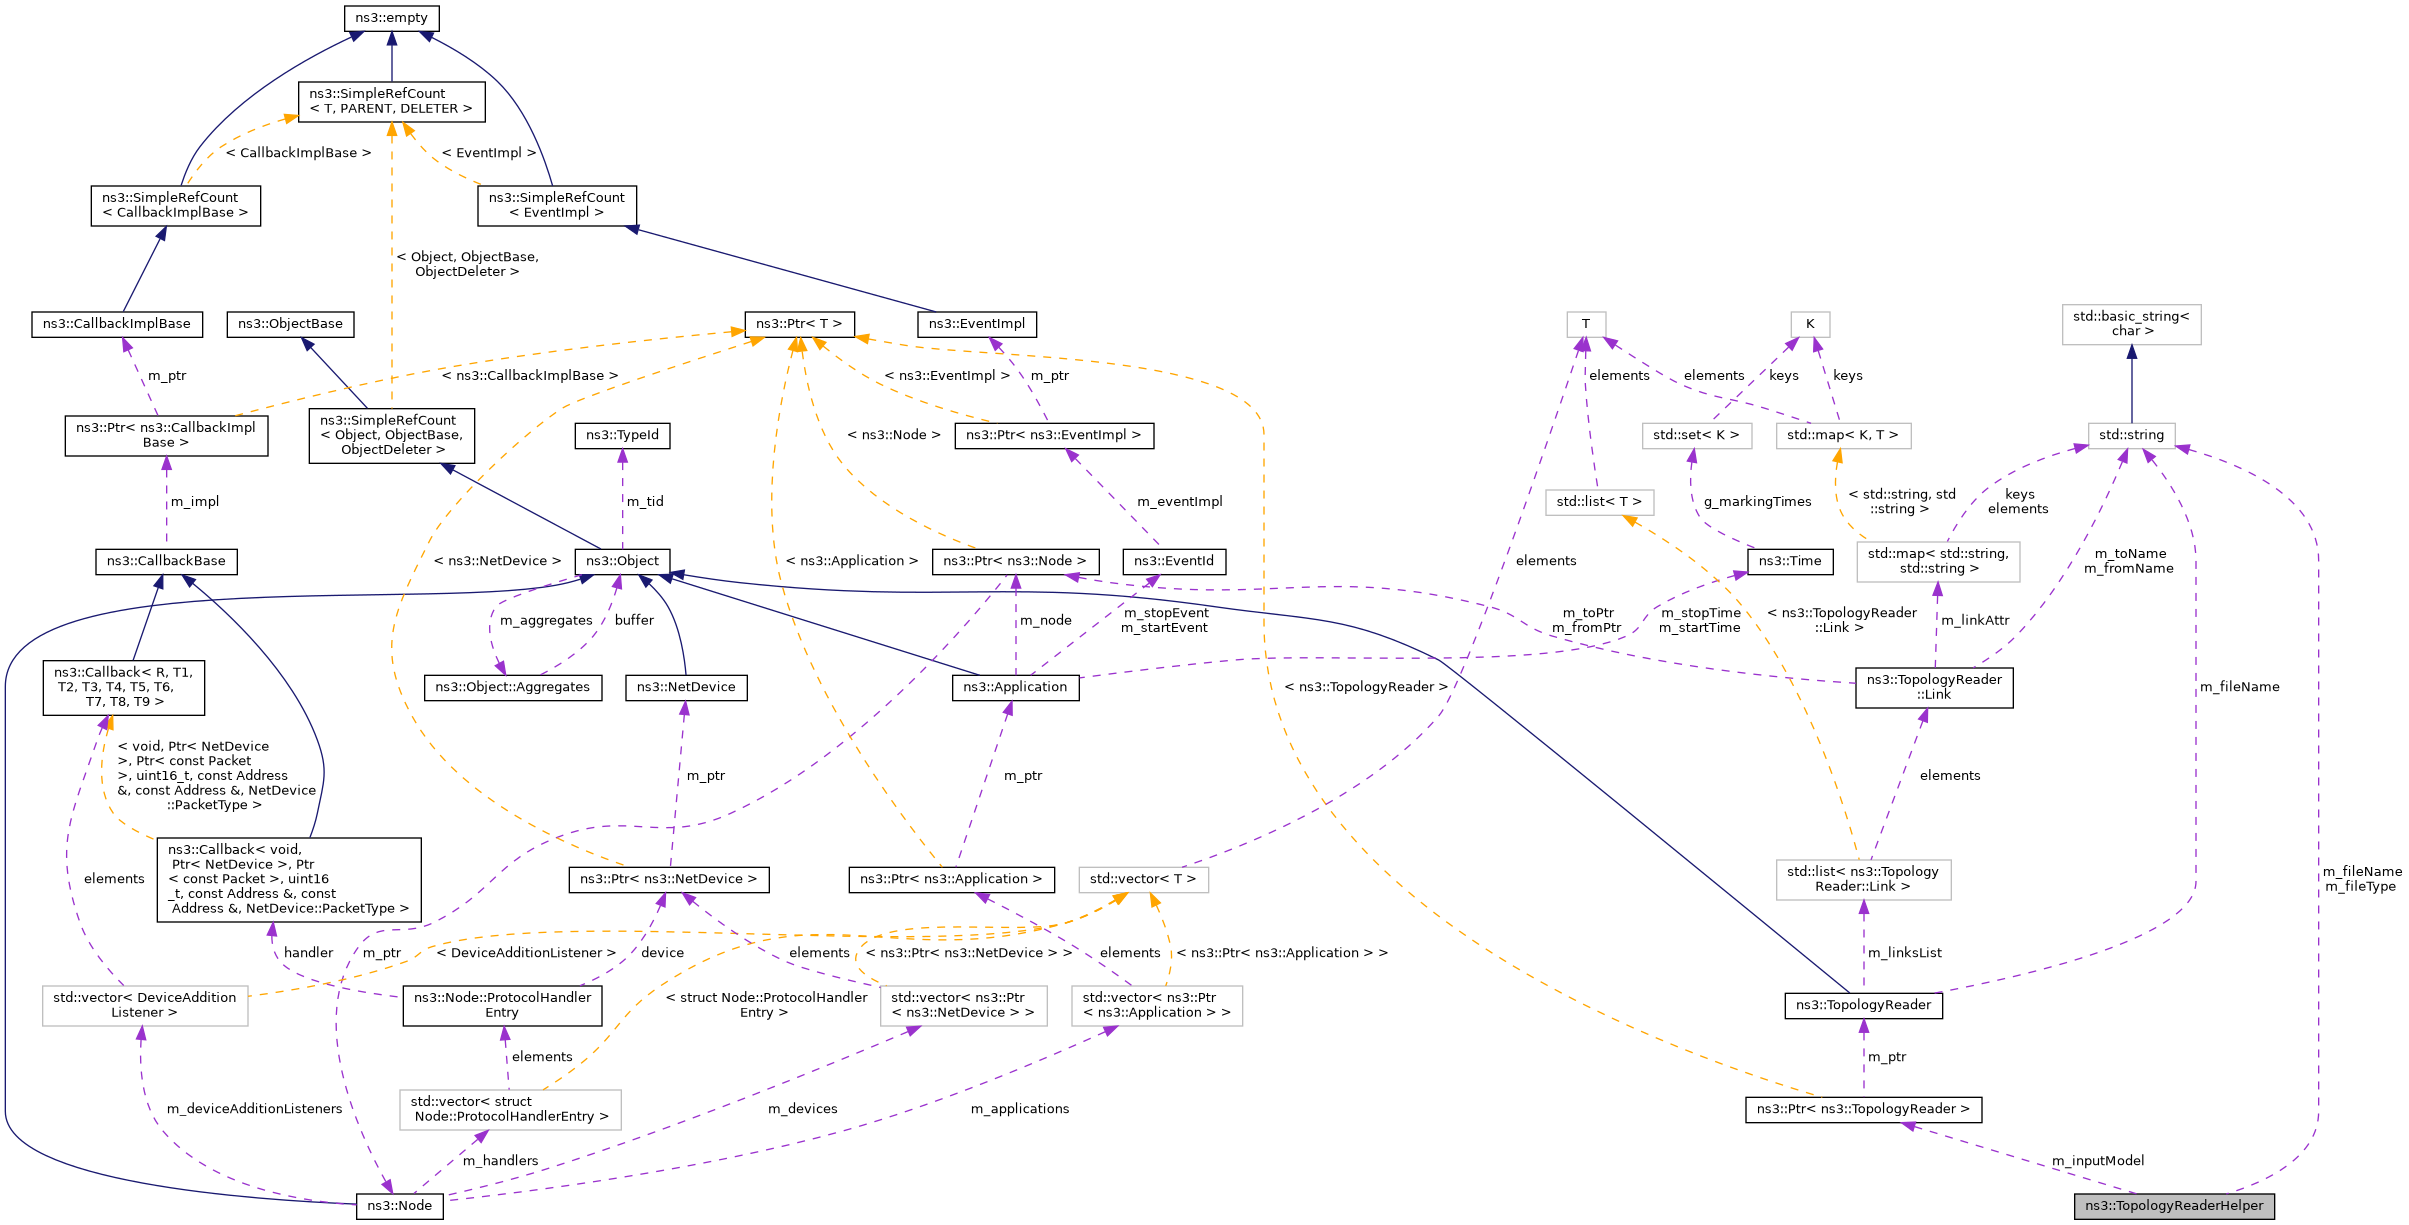 ns3::empty
ns3::SimpleRefCount
< T, PARENT, DELETER >
< CallbackImplBase >
< EventImpl >
ns3::SimpleRefCount
< CallbackImplBase >
ns3::SimpleRefCount
< EventImpl >
< Object, ObjectBase,
ObjectDeleter >
ns3::CallbackImplBase
ns3::ObjectBase
ns3::Ptr< T >
ns3::EventImpl
T
K
std::basic_string<
char >
m_ptr
< ns3::CallbackImplBase >
< ns3::EventImpl >
m_ptr
elements
elements
keys
keys
ns3::Ptr< ns3::CallbackImpl
Base >
ns3::SimpleRefCount
< Object, ObjectBase,
ObjectDeleter >
ns3::TypeId
< ns3::Node >
ns3::Ptr< ns3::EventImpl >
std::set< K >
std::map< K, T >
std::string
m_impl
m_tid
m_eventImpl
std::list< T >
g_markingTimes
< std::string, std
::string >
keys
elements
ns3::CallbackBase
< ns3::NetDevice >
ns3::Object
< ns3::Application >
ns3::Ptr< ns3::Node >
ns3::EventId
elements
ns3::Time
std::map< std::string,
std::string >
m_toName
m_fromName
m_aggregates
buffer
m_node
m_stopEvent
m_startEvent
m_toPtr
m_fromPtr
m_stopTime
m_startTime
< ns3::TopologyReader
::Link >
m_linkAttr
ns3::Callback< R, T1,
T2, T3, T4, T5, T6,
T7, T8, T9 >
ns3::Object::Aggregates
ns3::NetDevice
ns3::Application
< ns3::TopologyReader >
ns3::TopologyReader
::Link
m_fileName
< void, Ptr< NetDevice
>, Ptr< const Packet
>, uint16_t, const Address
&, const Address &, NetDevice
::PacketType >
m_ptr
m_ptr
elements
elements
ns3::Callback< void,
Ptr< NetDevice >, Ptr
< const Packet >, uint16
_t, const Address &, const
Address &, NetDevice::PacketType >
ns3::Ptr< ns3::NetDevice >
ns3::Ptr< ns3::Application >
std::vector< T >
std::list< ns3::Topology
Reader::Link >
m_fileName
m_fileType
handler
m_ptr
< DeviceAdditionListener >
device
elements
< ns3::Ptr< ns3::NetDevice > >
elements
< ns3::Ptr< ns3::Application > >
m_linksList
std::vector< DeviceAddition
Listener >
ns3::Node::ProtocolHandler
Entry
< struct Node::ProtocolHandler
Entry >
std::vector< ns3::Ptr
< ns3::NetDevice > >
std::vector< ns3::Ptr
< ns3::Application > >
ns3::TopologyReader
elements
m_ptr
m_deviceAdditionListeners
std::vector< struct
Node::ProtocolHandlerEntry >
m_devices
m_applications
ns3::Ptr< ns3::TopologyReader >
m_handlers
m_inputModel
ns3::Node
ns3::TopologyReaderHelper